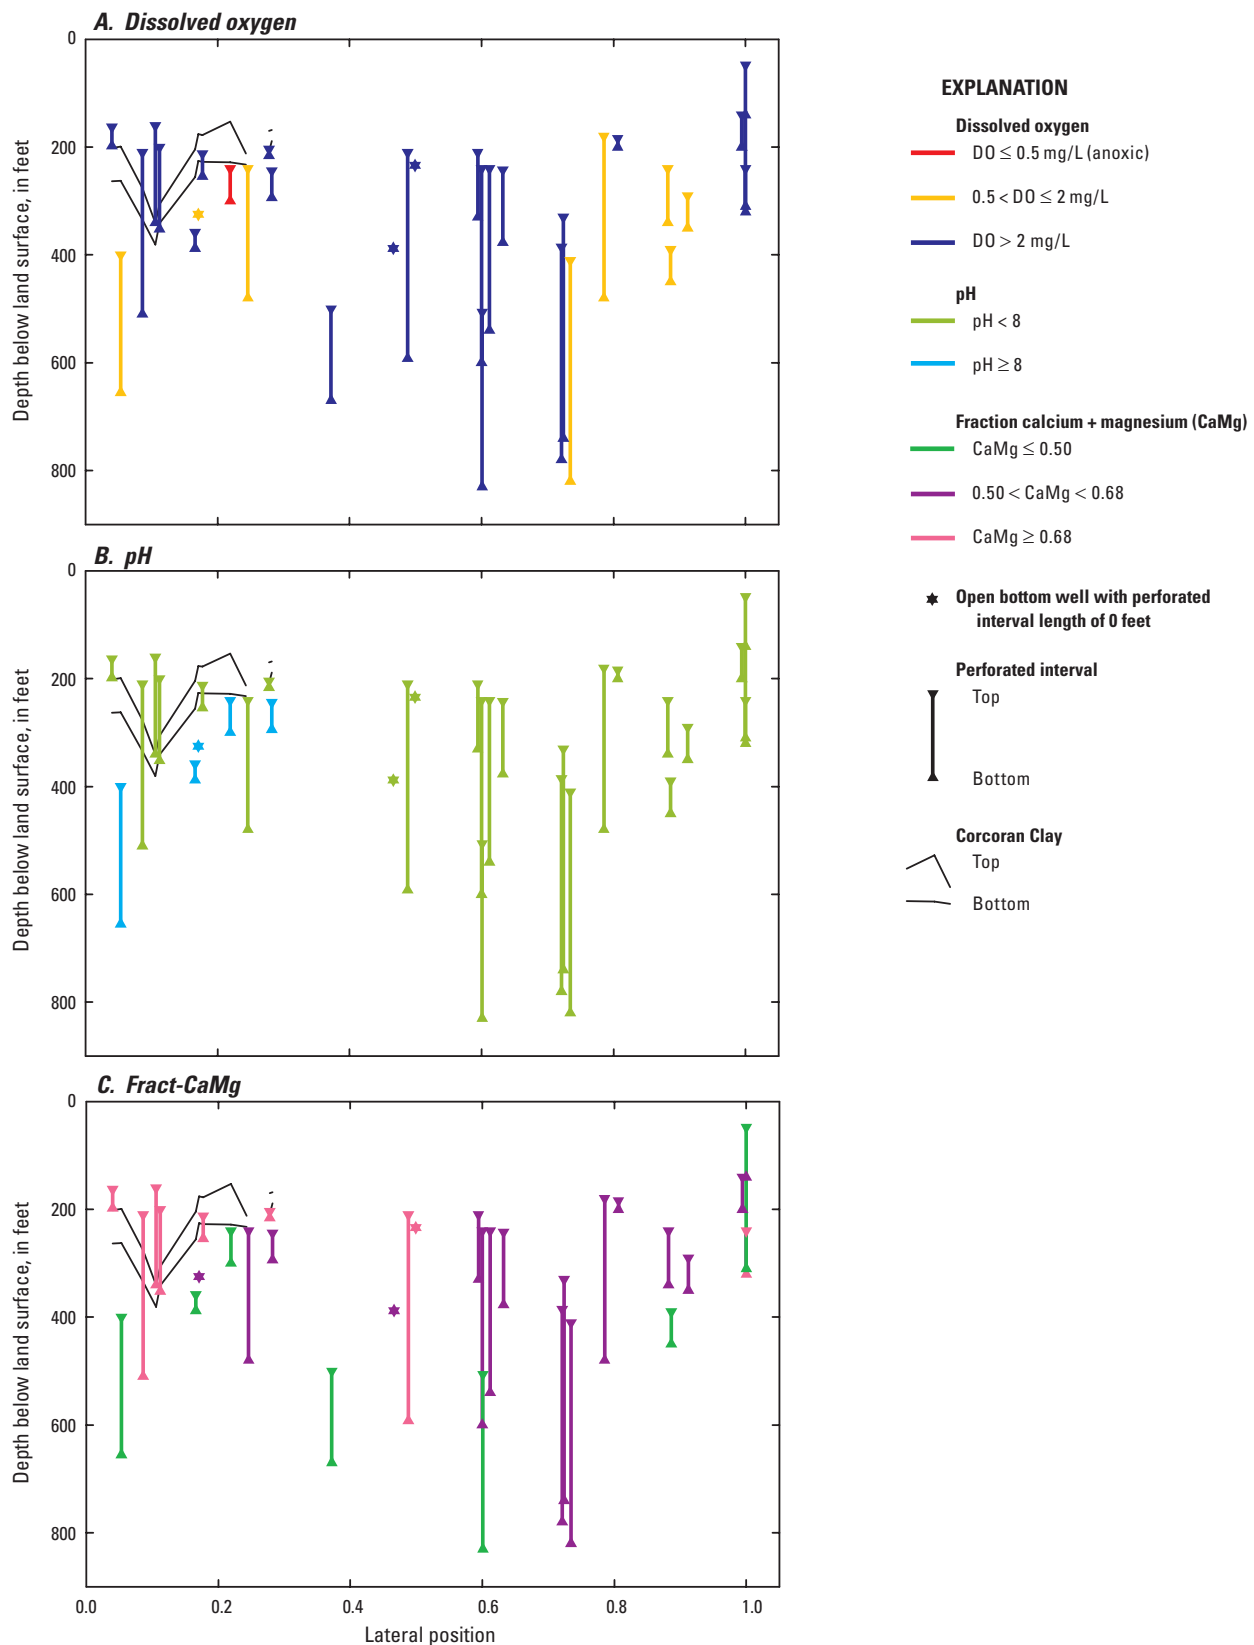 A. Dissolved oxygen
0
200
400
600
800
Depth below land surface, in feet
B. pH
0
200
400
600
800
Depth below land surface, in feet
C. Fract-CaMg
0
200
400
600
800
Depth below land surface, in feet
0.0 0.2 0.4 0.6 0.8 1.0
Lateral position
EXPLANATION
Dissolved oxygen
DO ≤ 0.5 mg/L (anoxic)
0.5 < DO ≤ 2 mg/L
DO > 2 mg/L
pH
pH < 8
pH ≥ 8
Fraction calcium + magnesium (CaMg)
CaMg ≤ 0.50
0.50 < CaMg < 0.68
CaMg ≥ 0.68
Open bottom well with perforated
interval length of 0 feet
Perforated interval
Top
Bottom
Corcoran Clay
Top
Bottom